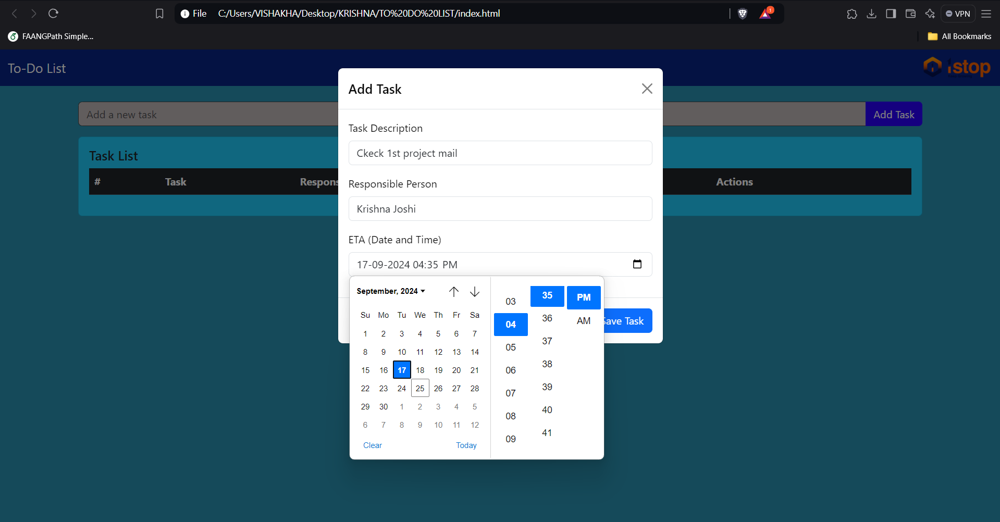 File C:/Users/VISHAKHA/Desktop/KRISHNA/TO%20DO%20LIST/index.html
1
VPN
FAANGPath Simple...
All Bookmarks
To-Do List
1stop
Add Task
Add a new task
Add Task
Task Description
Ckeck 1st project mail
Task List
# Task Respons Actions
Responsible Person
Krishna Joshi
ETA (Date and Time)
17-09-2024 04:35 PM
September, 2024
Su Mo Tu We Th Fr Sa
1 2 3 4 5 6 7
8 9 10 11 12 13 14
15 16 17 18 19 20 21
22 23 24 25 26 27 28
29 30 1 2 3 4 5
6 7 8 9 10 11 12
Clear Today
03 35 PM
04 36 AM
05 37
06 38
07 39
08 40
09 41
Save Task